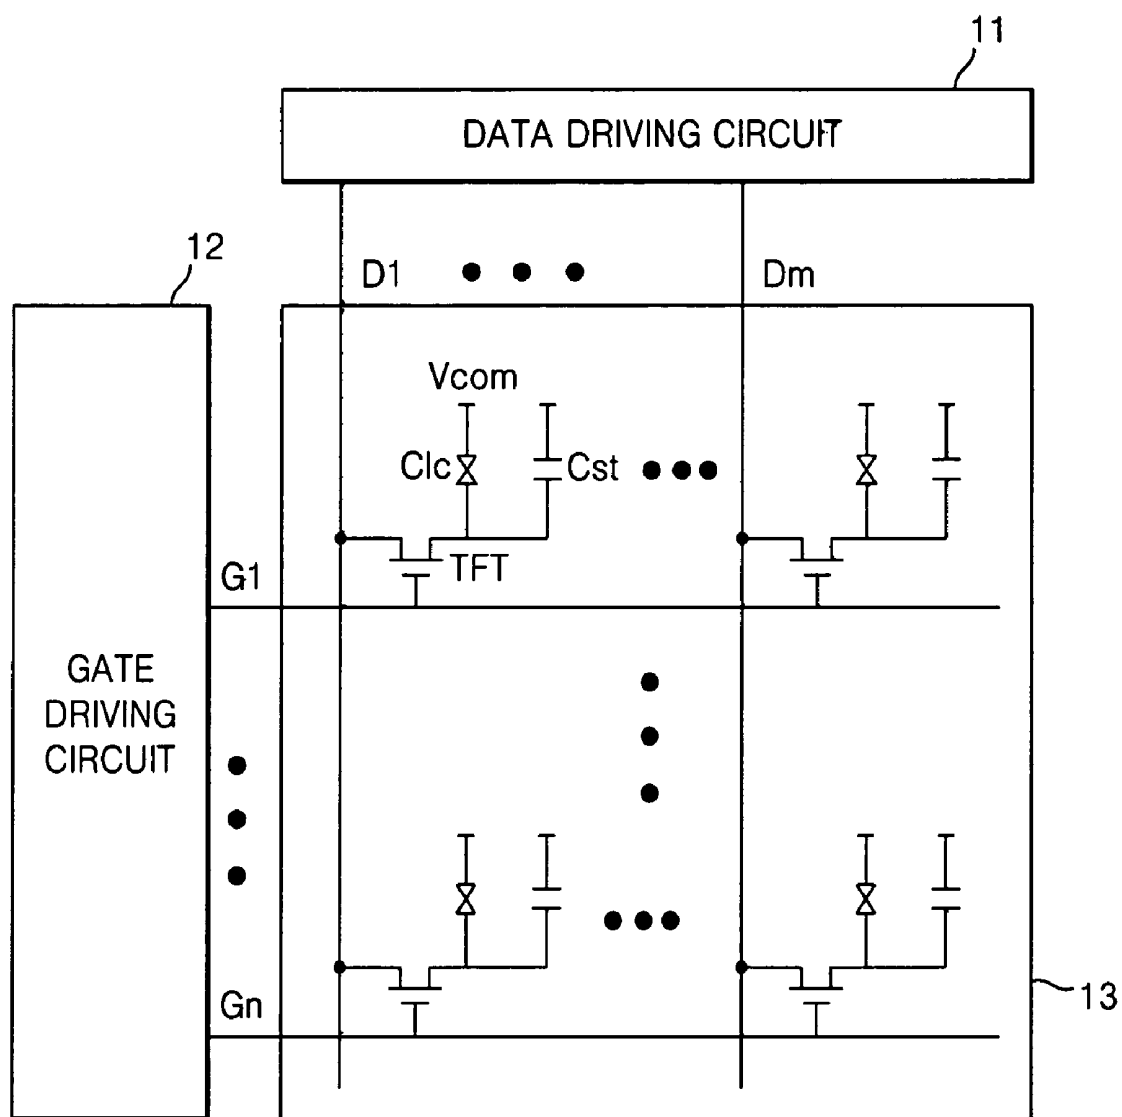 11
DATA DRIVING CIRCUIT
12
D1
Dm
Vcom
Clc
Cst
TFT
G1
GATE
DRIVING
CIRCUIT
Gn
13